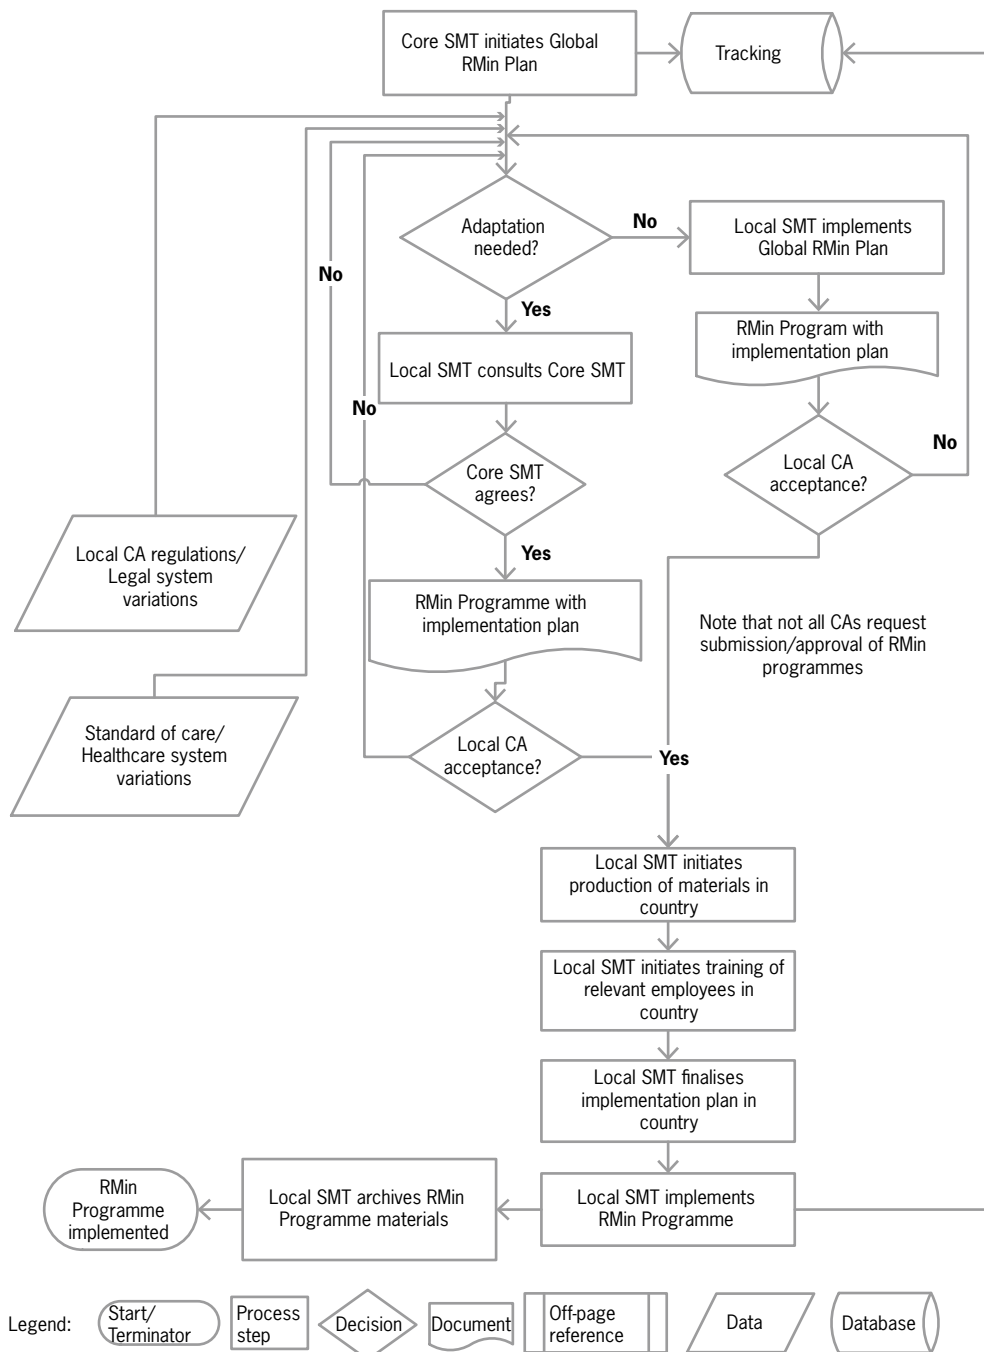 Core SMT initiates Global
RMin Plan
Tracking
Adaptation
needed?
No
Local SMT implements
Global RMin Plan
No
Yes
RMin Program with
implementation plan
Local SMT consults Core SMT
No
No
Core SMT
agrees?
Local CA
acceptance?
Yes
Local CA regulations/
Legal system
variations
RMin Programme with
implementation plan
Note that not all CAs request
submission/approval of RMin
programmes
Standard of care/
Healthcare system
variations
Local CA
acceptance?
Yes
Local SMT initiates
production of materials in
country
Local SMT initiates training of
relevant employees in
country
Local SMT finalises
implementation plan in
country
RMin
Programme
implemented
Local SMT archives RMin
Programme materials
Local SMT implements
RMin Programme
Legend:
Start/
Terminator
Process
step
Decision
Document
Off-page
reference
Data
Database